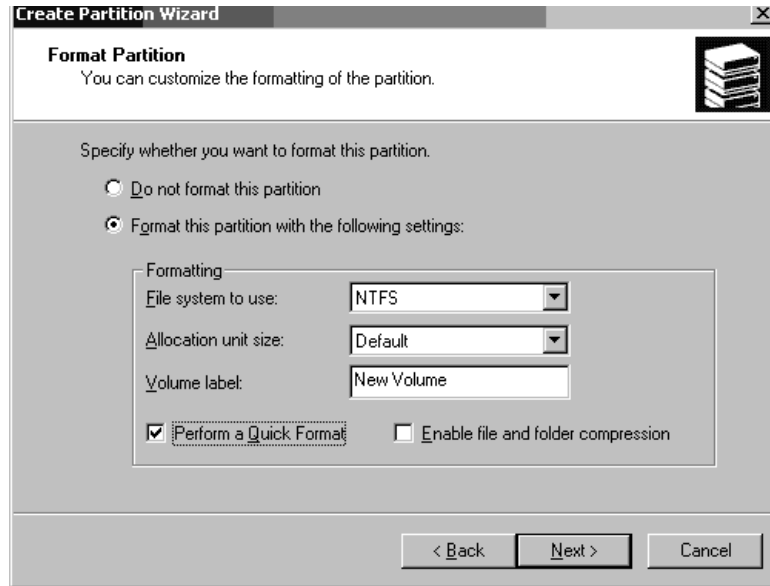 Create Partition Wizard
Format Partition
You can customize the formatting of the partition.
Specify whether you want to format this partition.
Do not format this partition
Format this partition with the following settings:
Formatting
File system to use: NTFS
Allocation unit size: Default
Volume label: New Volume
Perform a Quick Format Enable file and folder compression
< Back Next > Cancel